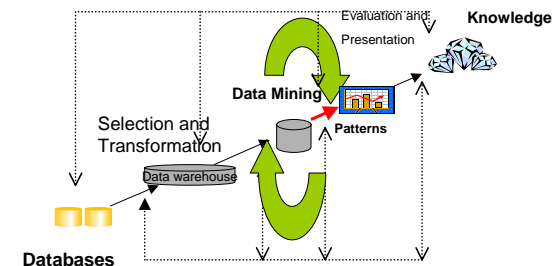 Evaluation and
Presentation
Knowledge
Data Mining
Patterns
Selection and
Transformation
Data warehouse
Databases